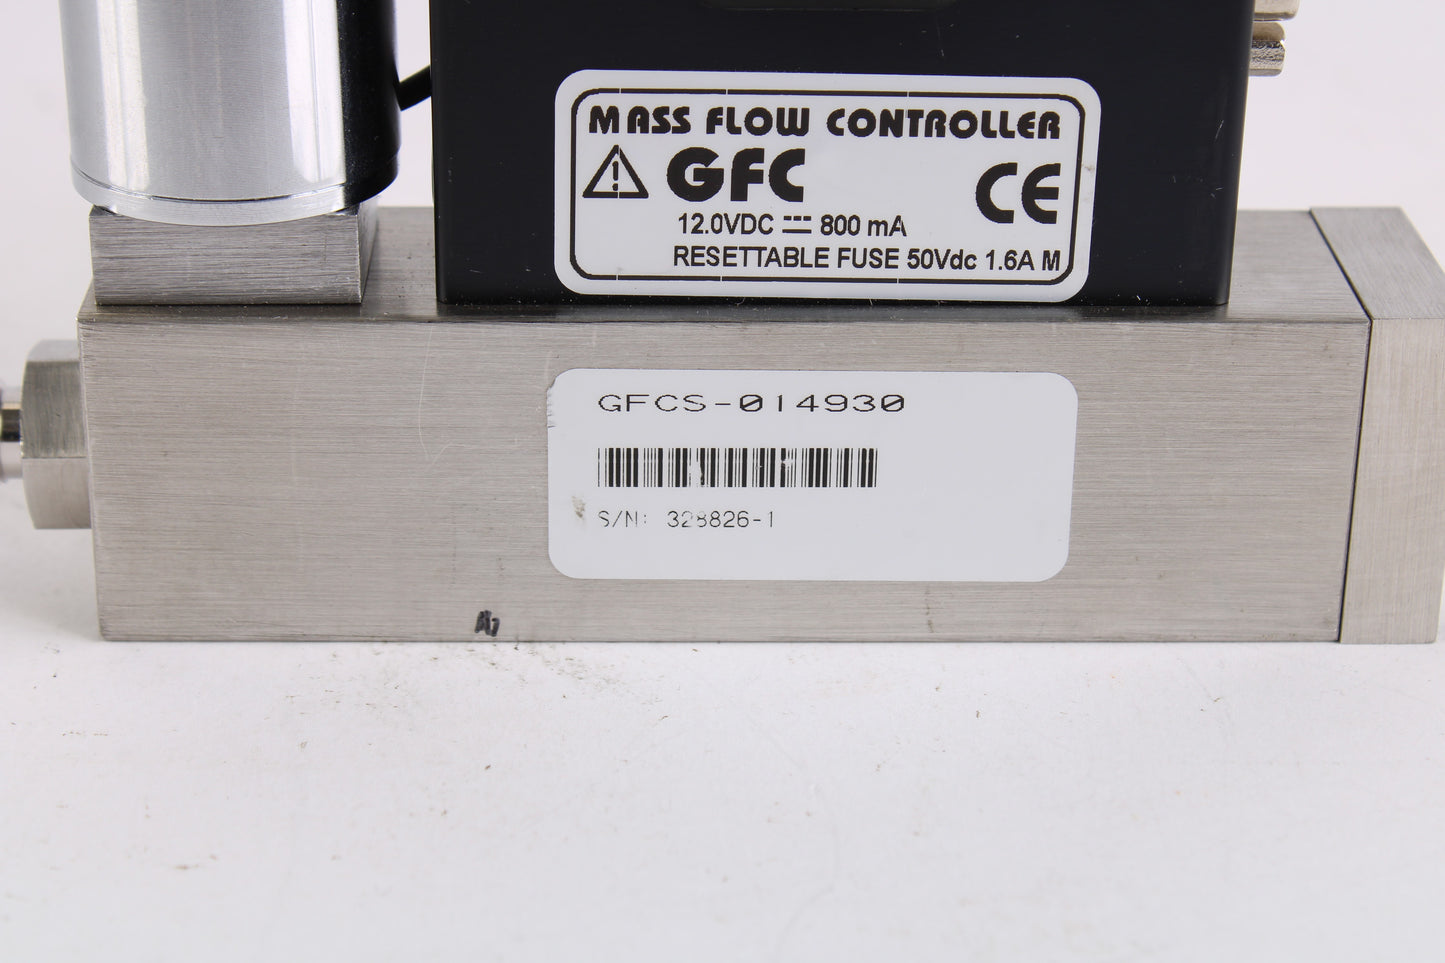 MASS FLOW CONTROLLER
GFC CE
12.0VDC ⎓ 800 mA
RESETTABLE FUSE 50Vdc 1.6A M
GFCS-014930
S/N: 328826-1